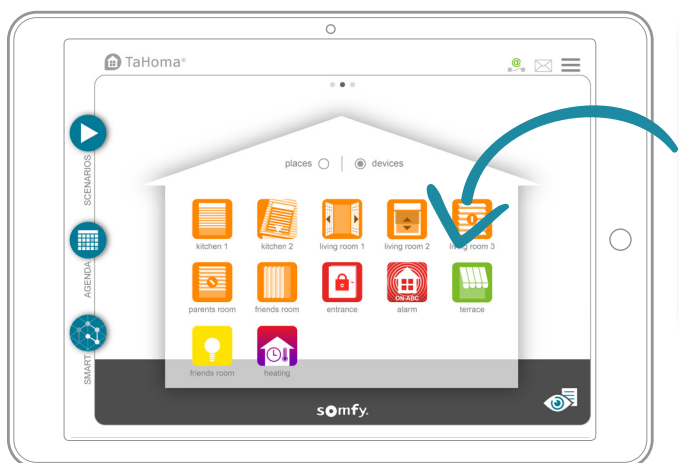 TaHoma®
@
places
devices
SCENARIOS
kitchen 1
kitchen 2
living room 1
living room 2
living room 3
AGENDA
parents room
friends room
entrance
ON·ABC
alarm
terrace
SMART
friends room
heating
somfy.